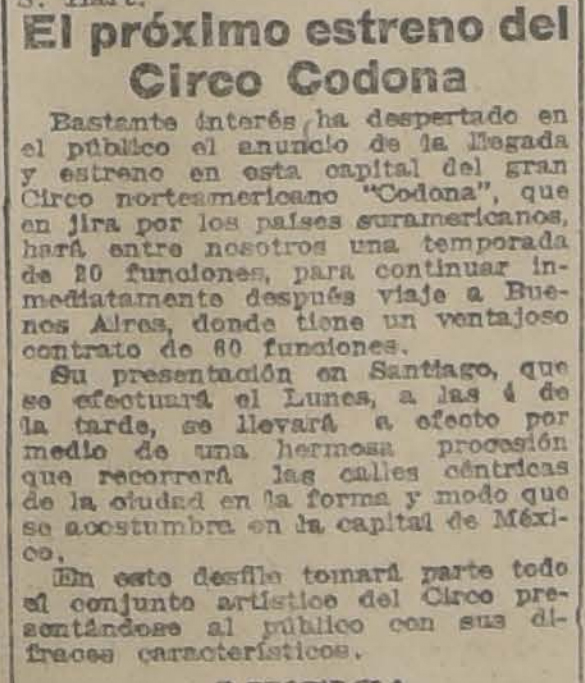 El próximo estreno del
Circo Codona
Bastante interés ha despertado en
el público el anuncio de la llegada
y estreno en esta capital del gran
Circo norteamericano "Codona", que
en jira por los países suramericanos,
hará entre nosotros una temporada
de 20 funciones, para continuar in-
mediatamente después viaje a Bue-
nos Aires, donde tiene un ventajoso
contrato de 60 funciones.
Su presentación en Santiago, que
se efectuará el Lunes, a las 4 de
la tarde, se llevará a efecto por
medio de una hermosa procesión
que recorrerá las calles céntricas
de la ciudad en la forma y modo que
se acostumbra en la capital de Méxi-
co.
En este desfile tomará parte todo
el conjunto artístico del Circo pre-
sentándose al público con sus di-
fraces característicos.